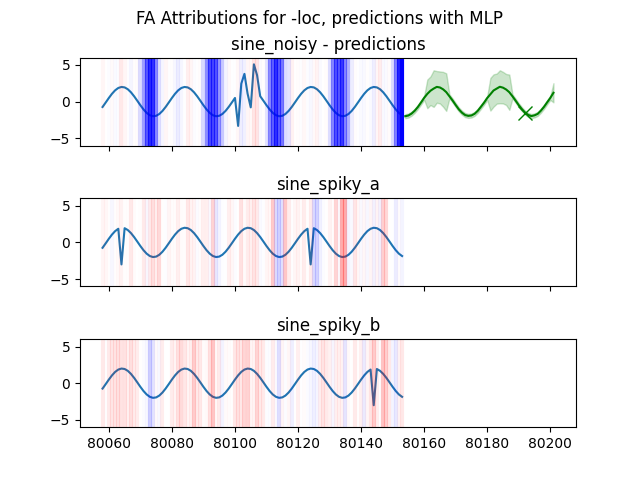 FA Attributions for -loc, predictions with MLP
sine_noisy - predictions
5
0
−5
sine_spiky_a
5
0
−5
sine_spiky_b
5
0
−5
80060 80080 80100 80120 80140 80160 80180 80200